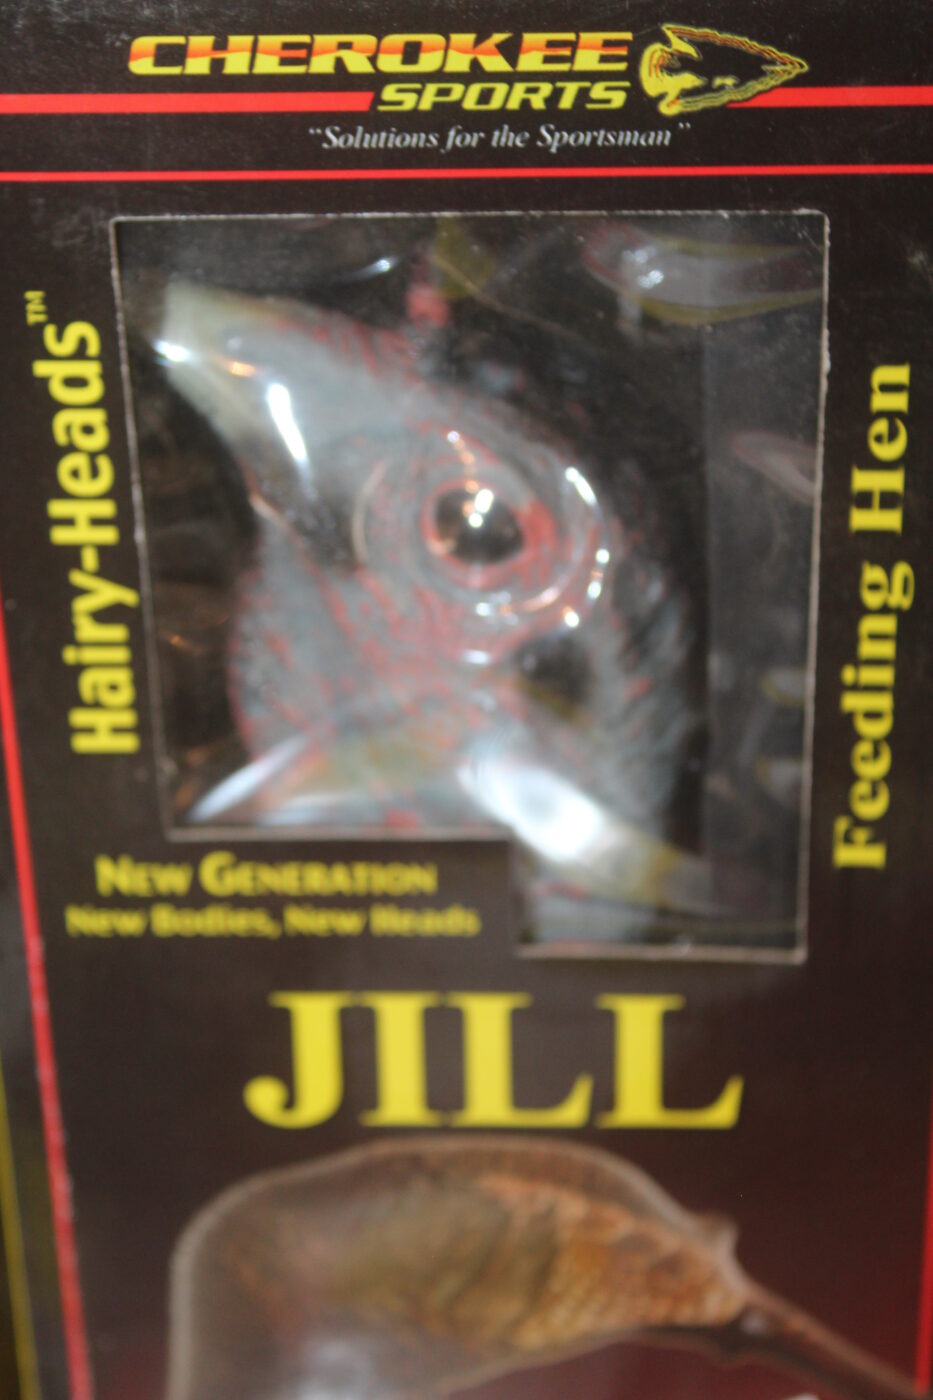 CHEROKEE
SPORTS
"Solutions for the Sportsman"
Hairy-Heads™
Feeding Hen
NEW GENERATION
New Bodies, New Heads
JILL